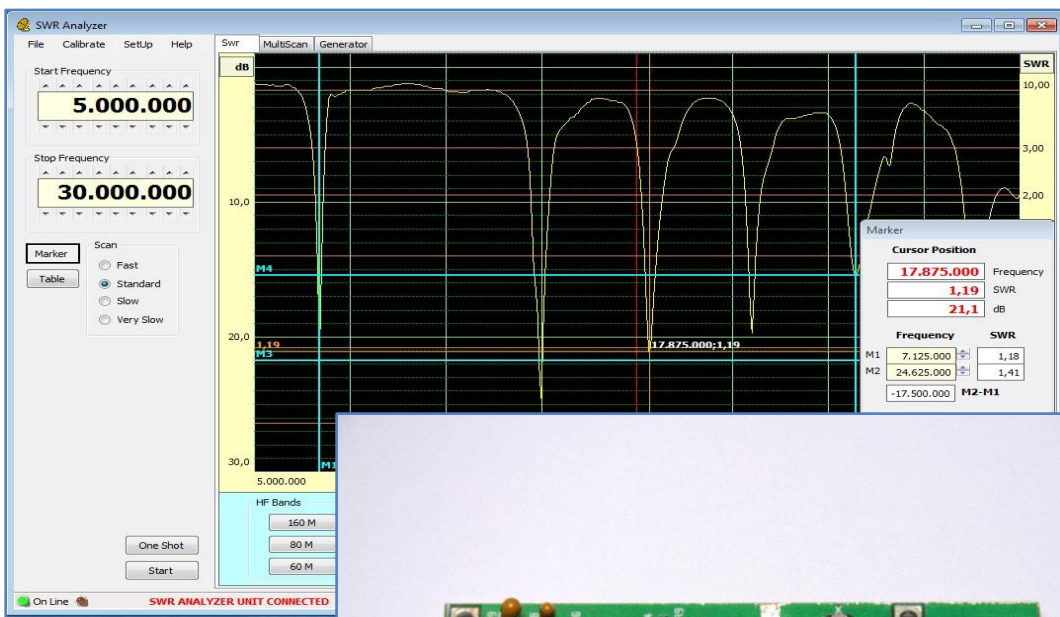 SWR Analyzer
File Calibrate SetUp Help
Swr MultiScan Generator
Start Frequency
5.000.000
Stop Frequency
30.000.000
Marker
Table
Scan
Fast
Standard
Slow
Very Slow
One Shot
Start
dB
10,0
20,0
30,0
SWR
10,00
3,00
2,00
M4
1,19
M3
17.875.000;1,19
M1
5.000.000
HF Bands
160 M
80 M
60 M
Marker
Cursor Position
17.875.000 Frequency
1,19 SWR
21,1 dB
Frequency SWR
M1 7.125.000 1,18
M2 24.625.000 1,41
-17.500.000 M2-M1
On Line SWR ANALYZER UNIT CONNECTED